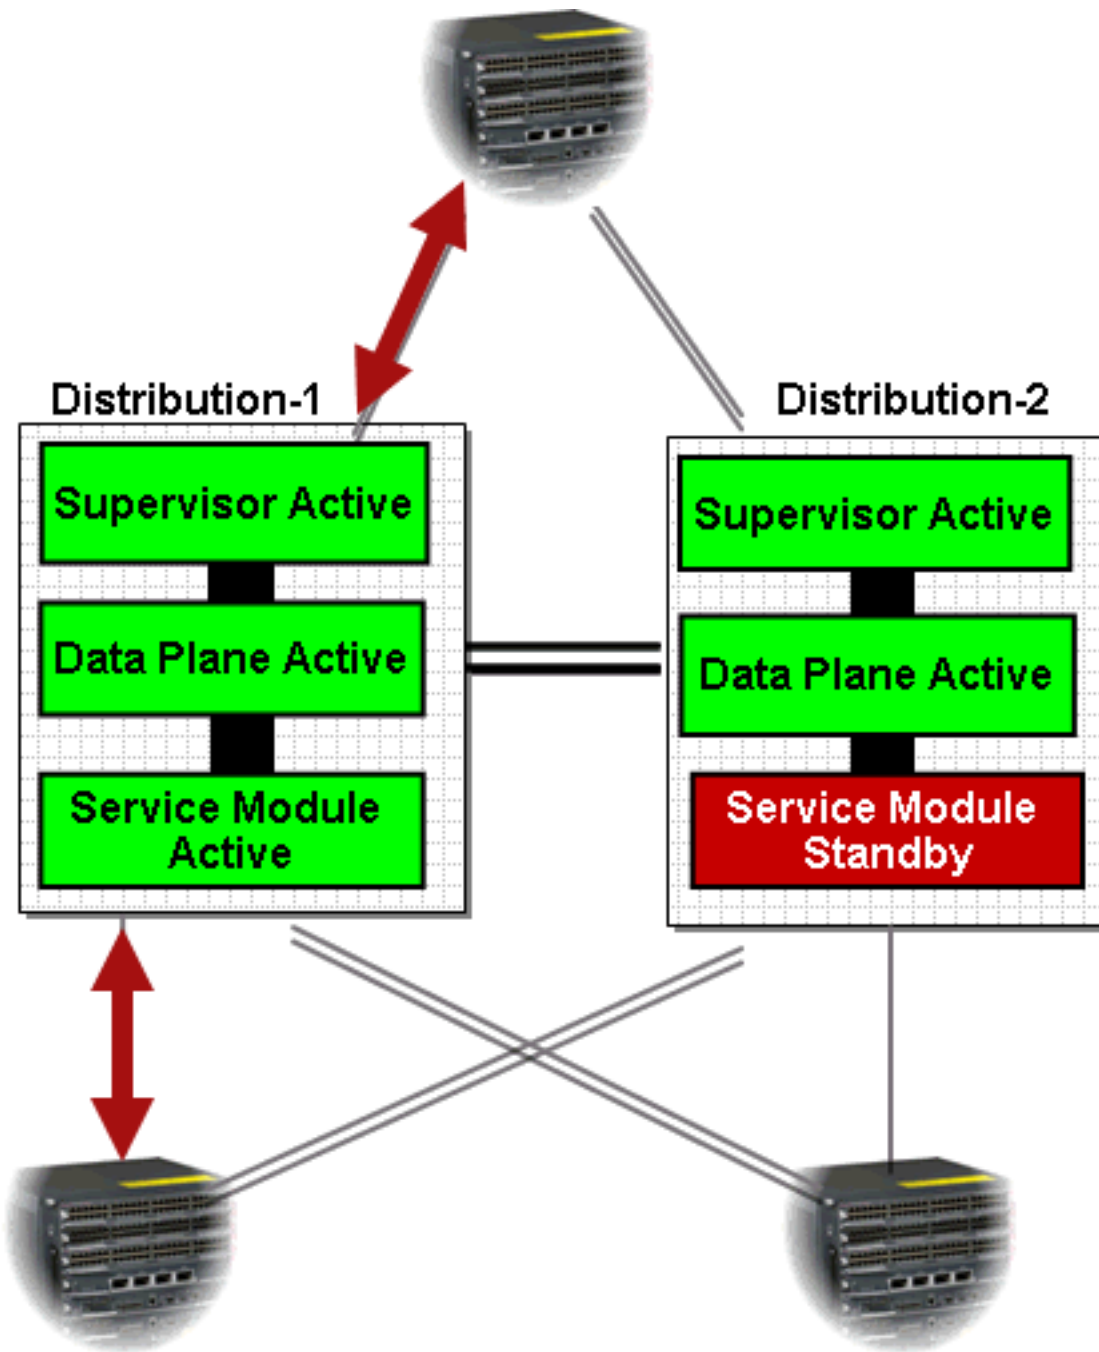 Distribution-1
Supervisor Active
Data Plane Active
Service Module
Active
Distribution-2
Supervisor Active
Data Plane Active
Service Module
Standby